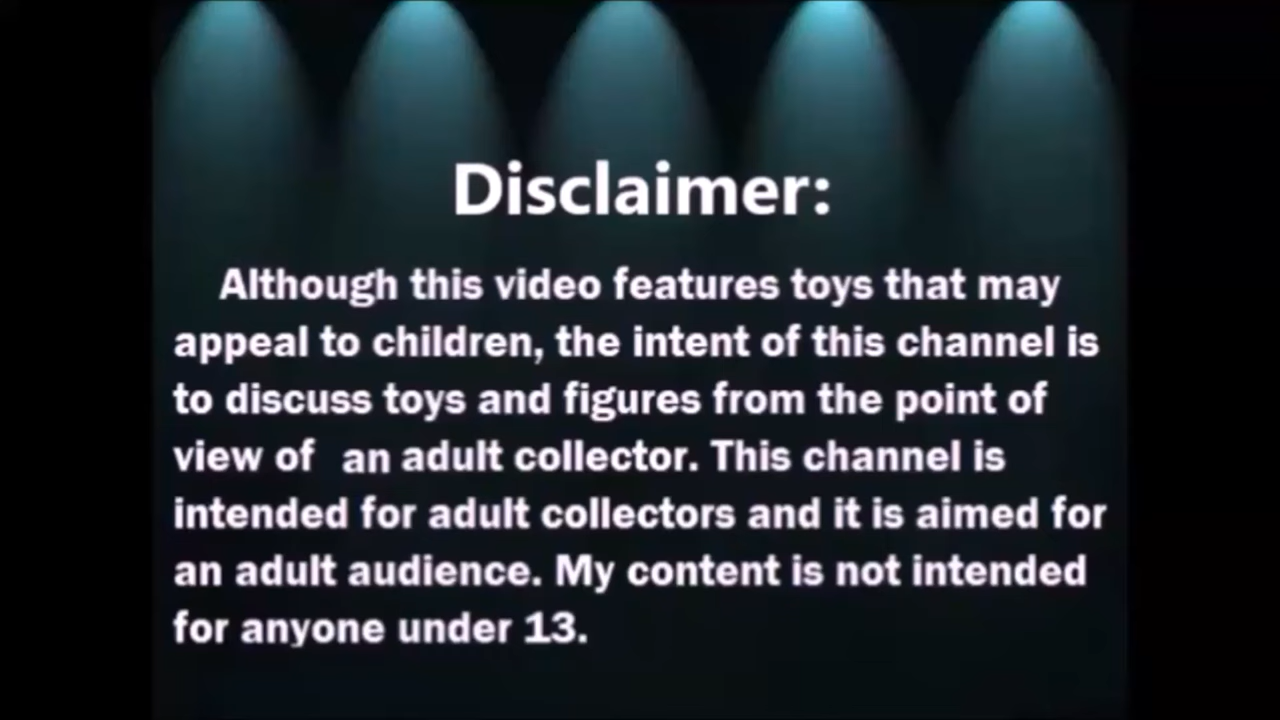 Disclaimer:
Although this video features toys that may
appeal to children, the intent of this channel is
to discuss toys and figures from the point of
view of an adult collector. This channel is
intended for adult collectors and it is aimed for
an adult audience. My content is not intended
for anyone under 13.